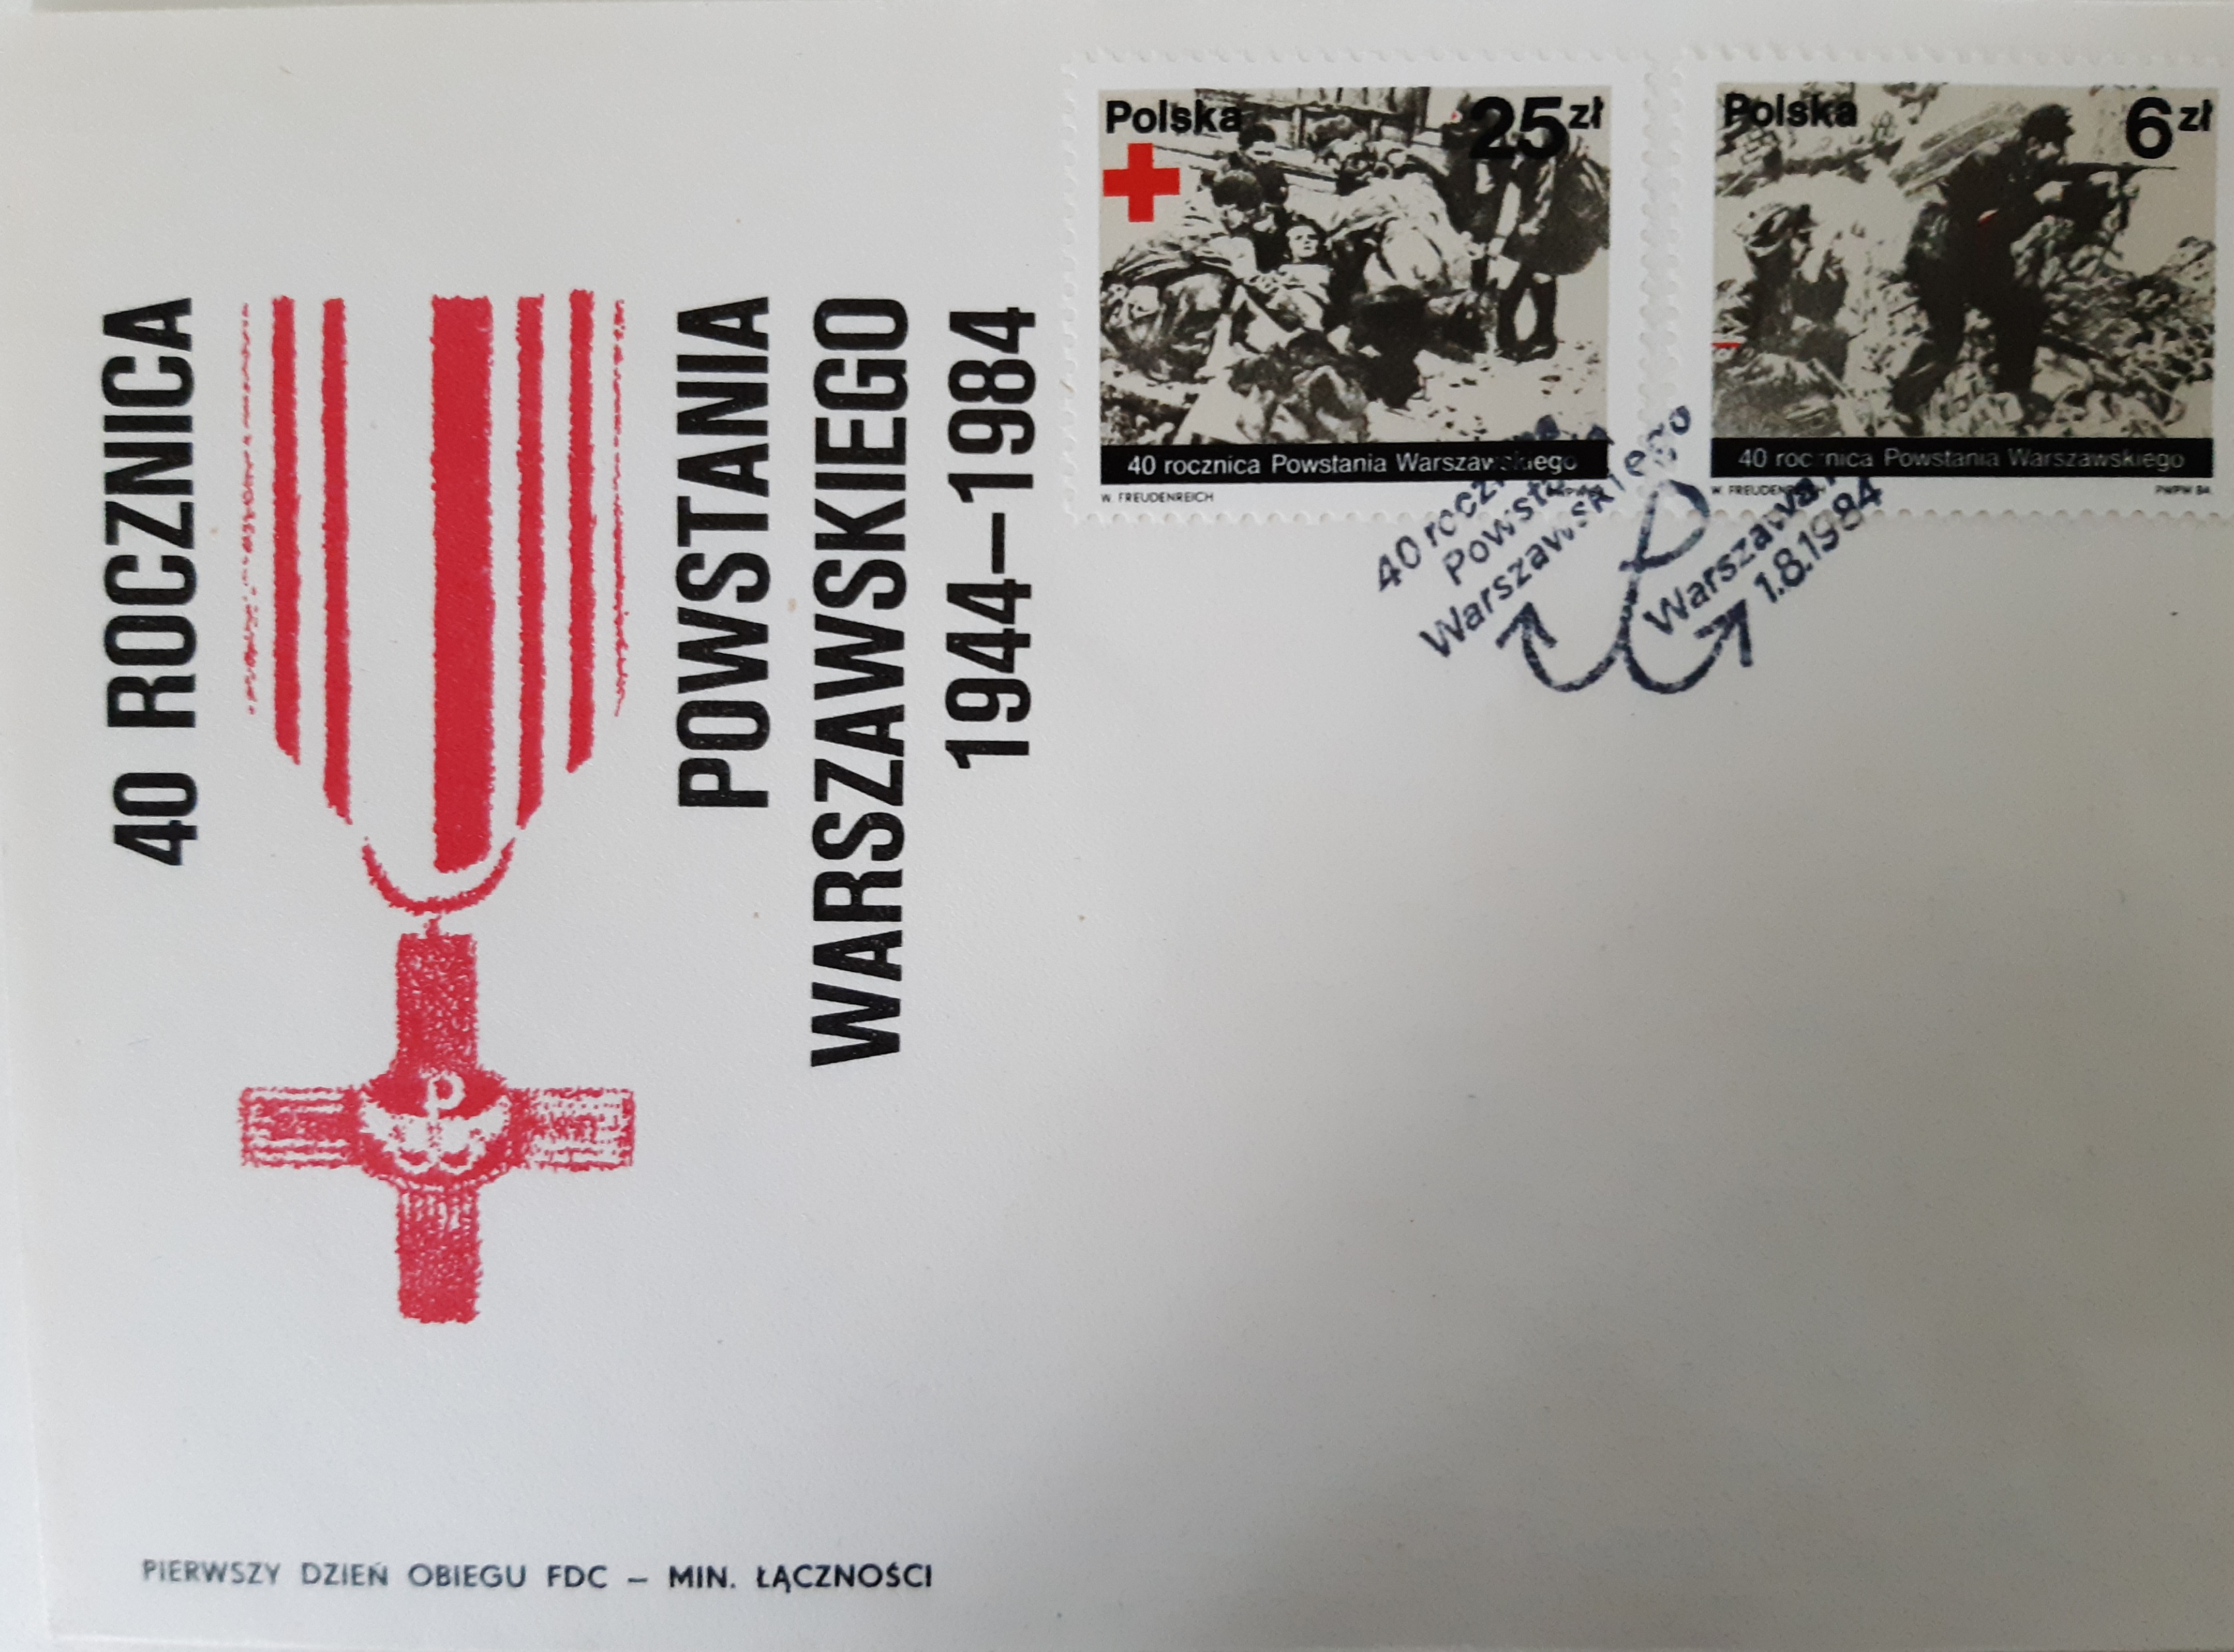 40 ROCZNICA
POWSTANIA
WARSZAWSKIEGO
1944–1984
Polska 25 zł
40 rocznica Powstania Warszawskiego
W. FREUDENREICH
Polska 6 zł
40 rocznica Powstania Warszawskiego
W. FREUDENREICH PWPW 84
40 rocznica
Powstania
Warszawskiego
Warszawa
1.8.1984
PIERWSZY DZIEŃ OBIEGU FDC – MIN. ŁĄCZNOŚCI